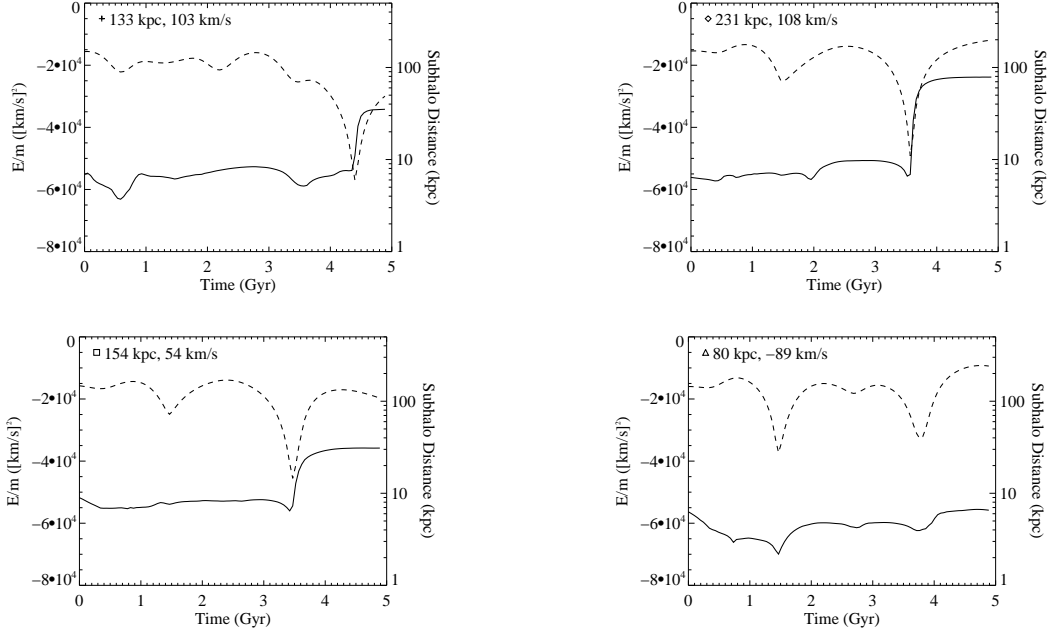 + 133 kpc, 103 km/s
0
−2•10⁴
−4•10⁴
−6•10⁴
−8•10⁴
E/m ([km/s]²)
100
10
1
Subhalo Distance (kpc)
0 1 2 3 4 5
Time (Gyr)
◇ 231 kpc, 108 km/s
0
−2•10⁴
−4•10⁴
−6•10⁴
−8•10⁴
E/m ([km/s]²)
100
10
1
Subhalo Distance (kpc)
0 1 2 3 4 5
Time (Gyr)
□ 154 kpc, 54 km/s
0
−2•10⁴
−4•10⁴
−6•10⁴
−8•10⁴
E/m ([km/s]²)
100
10
1
Subhalo Distance (kpc)
0 1 2 3 4 5
Time (Gyr)
△ 80 kpc, −89 km/s
0
−2•10⁴
−4•10⁴
−6•10⁴
−8•10⁴
E/m ([km/s]²)
100
10
1
Subhalo Distance (kpc)
0 1 2 3 4 5
Time (Gyr)